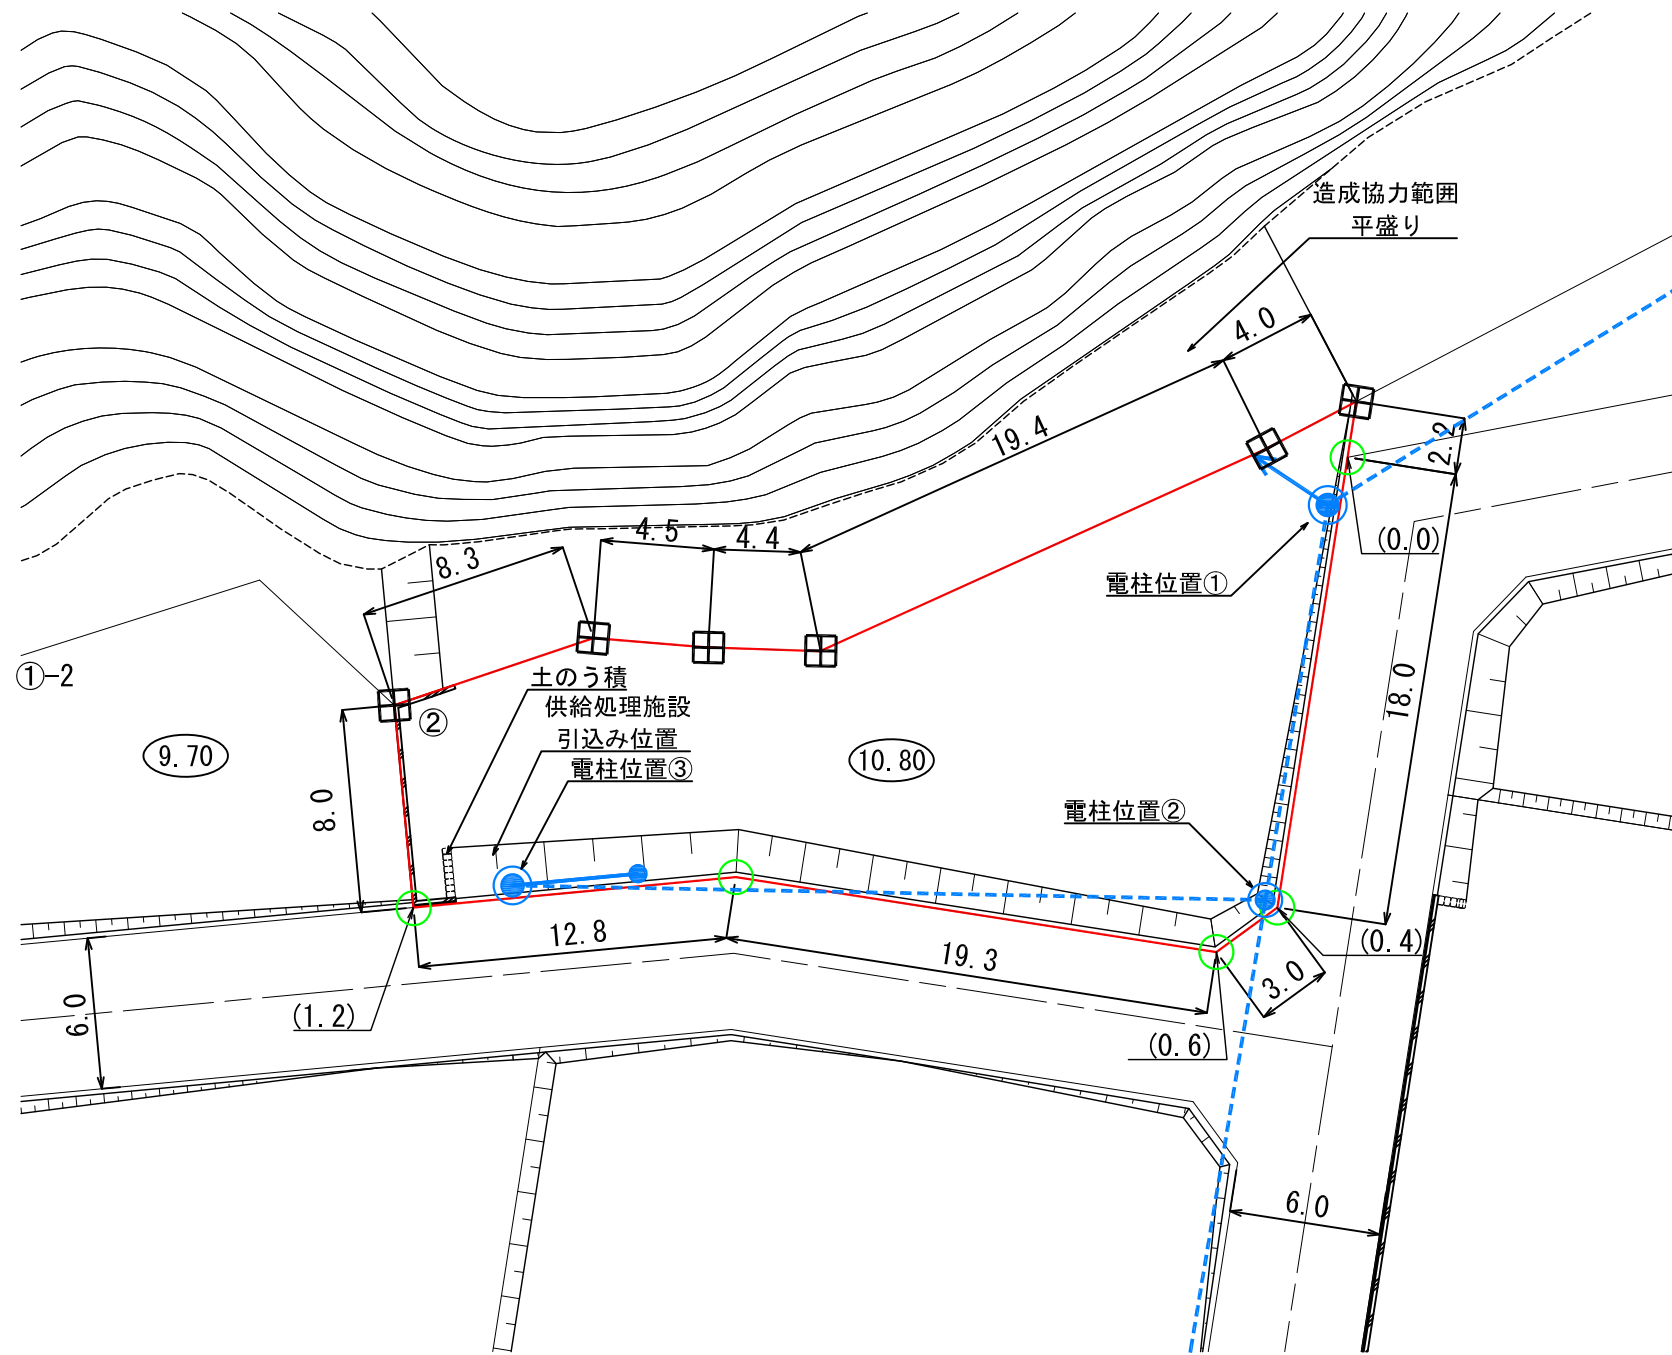 造成協力範囲
平盛り
4.0
19.4
2.2
4.5
4.4
(0.0)
8.3
電柱位置①
①-2
土のう積
供給処理施設
18.0
②
引込み位置
9.70
10.80
電柱位置③
8.0
電柱位置②
12.8
(0.4)
19.3
3.0
6.0
(1.2)
(0.6)
6.0